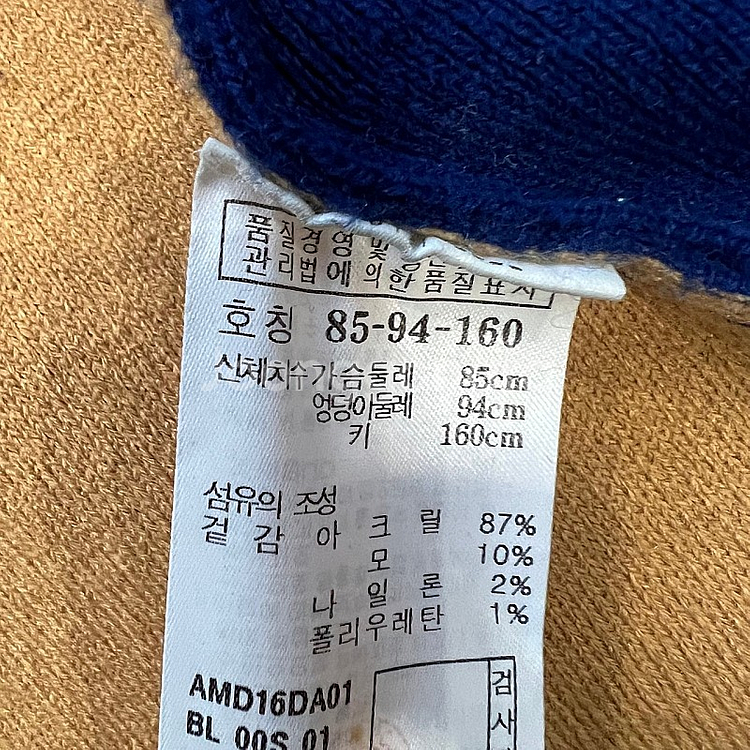 품질경영 및
관리법에 의한 품질표시
호칭 85-94-160
신체치수 가슴둘레 85cm
엉덩이둘레 94cm
키 160cm
섬유의 조성
겉감 아크릴 87%
모 10%
나일론 2%
폴리우레탄 1%
AMD16DA01
BL 00S 01
검
사